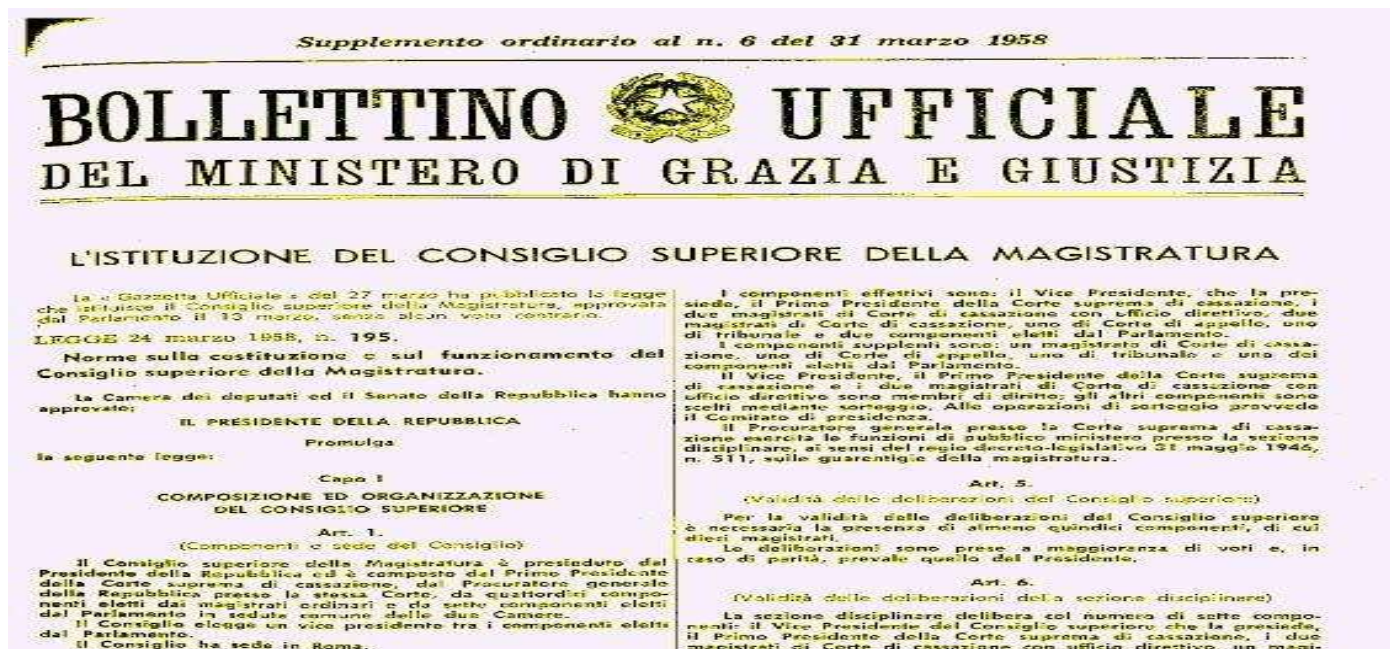 Supplemento ordinario al n. 6 del 31 marzo 1958
BOLLETTINO UFFICIALE
DEL MINISTERO DI GRAZIA E GIUSTIZIA
L'ISTITUZIONE DEL CONSIGLIO SUPERIORE DELLA MAGISTRATURA
La « Gazzetta Ufficiale » del 27 marzo ha pubblicato la legge
che istituisce il Consiglio superiore della Magistratura, approvata
dal Parlamento il 13 marzo, senza alcun voto contrario.
LEGGE 24 marzo 1958, n. 195.
Norme sulla costituzione e sul funzionamento del
Consiglio superiore della Magistratura.
La Camera dei deputati ed il Senato della Repubblica hanno
approvato;
IL PRESIDENTE DELLA REPUBBLICA
Promulga
la seguente legge:
Capo I
COMPOSIZIONE ED ORGANIZZAZIONE
DEL CONSIGLIO SUPERIORE
Art. 1.
(Componenti e sede del Consiglio)
Il Consiglio superiore della Magistratura è presieduto dal
Presidente della Repubblica ed è composto dal Primo Presidente
della Corte suprema di cassazione, dal Procuratore generale
della Repubblica presso la stessa Corte, da quattordici compo-
nenti eletti dai magistrati ordinari e da sette componenti eletti
dal Parlamento in seduta comune delle due Camere.
Il Consiglio elegge un vice presidente tra i componenti eletti
dal Parlamento.
Il Consiglio ha sede in Roma.
I componenti effettivi sono: il Vice Presidente, che la pre-
siede, il Primo Presidente della Corte suprema di cassazione, i
due magistrati di Corte di cassazione con ufficio direttivo, due
magistrati di Corte di cassazione, uno di Corte di appello, uno
di tribunale e due componenti eletti dal Parlamento.
I componenti supplenti sono: un magistrato di Corte di cassa-
zione, uno di Corte di appello, uno di tribunale e uno dei
componenti eletti dal Parlamento.
Il Vice Presidente, il Primo Presidente della Corte suprema
di cassazione e i due magistrati di Corte di cassazione con
ufficio direttivo sono membri di diritto; gli altri componenti sono
scelti mediante sorteggio. Alle operazioni di sorteggio provvede
il Comitato di presidenza.
Il Procuratore generale presso la Corte suprema di cassa-
zione esercita le funzioni di pubblico ministero presso la sezione
disciplinare, ai sensi del regio decreto-legislativo 31 maggio 1946,
n. 511, sulle guarentigie della magistratura.
Art. 5.
(Validità delle deliberazioni del Consiglio superiore)
Per la validità delle deliberazioni del Consiglio superiore
è necessaria la presenza di almeno quindici componenti, di cui
dieci magistrati.
Le deliberazioni sono prese a maggioranza di voti e, in
caso di parità, prevale quello del Presidente.
Art. 6.
(Validità delle deliberazioni della sezione disciplinare)
La sezione disciplinare delibera col numero di sette compo-
nenti: il Vice Presidente del Consiglio superiore che la presiede,
il Primo Presidente della Corte suprema di cassazione, i due
magistrati di Corte di cassazione con ufficio direttivo, un magi-